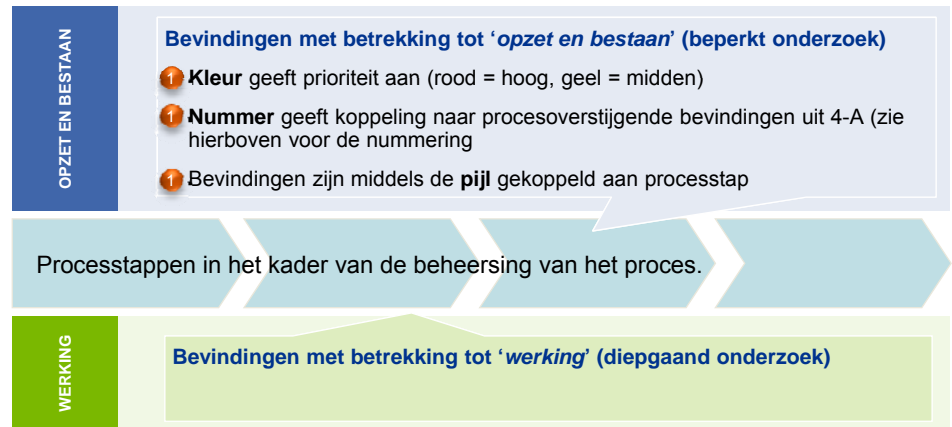 OPZET EN BESTAAN
Bevindingen met betrekking tot ‘opzet en bestaan’ (beperkt onderzoek)
1 Kleur geeft prioriteit aan (rood = hoog, geel = midden)
1 Nummer geeft koppeling naar procesoverstijgende bevindingen uit 4-A (zie
hierboven voor de nummering
1 Bevindingen zijn middels de pijl gekoppeld aan processtap
Processtappen in het kader van de beheersing van het proces.
WERKING
Bevindingen met betrekking tot ‘werking’ (diepgaand onderzoek)